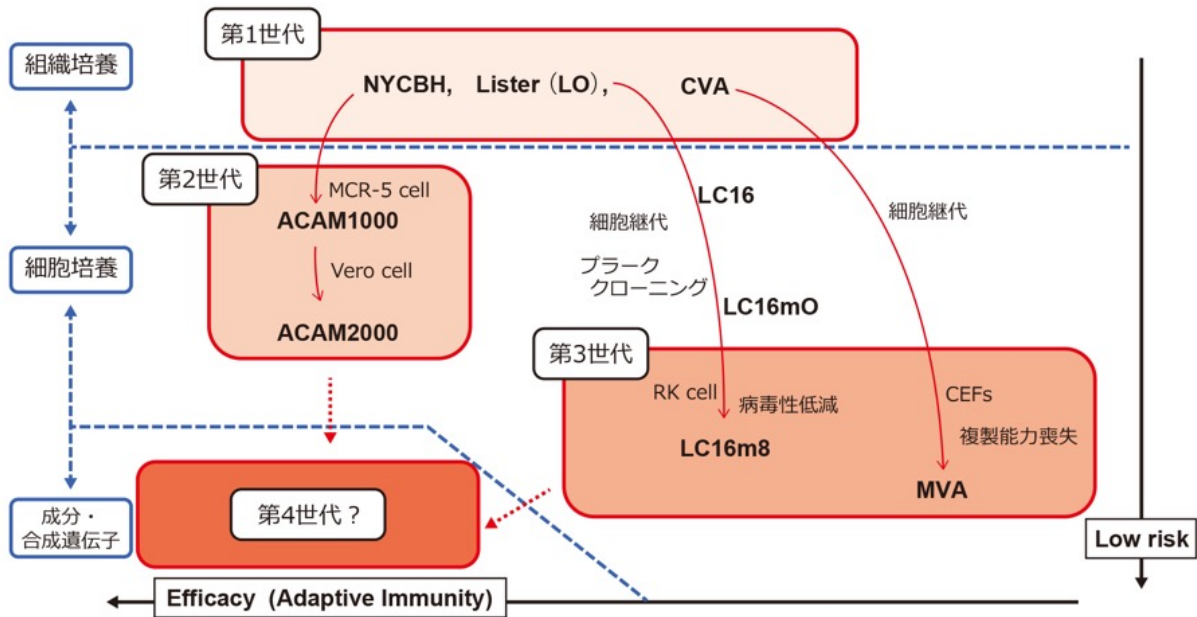 第1世代
組織培養
NYCBH, Lister（LO）, CVA
第2世代
MCR-5 cell
ACAM1000
LC16
細胞継代
細胞継代
細胞培養
Vero cell
プラーク
クローニング
LC16mO
ACAM2000
第3世代
RK cell
病毒性低減
CEFs
LC16m8
複製能力喪失
MVA
第4世代？
成分・
合成遺伝子
Low risk
Efficacy (Adaptive Immunity)